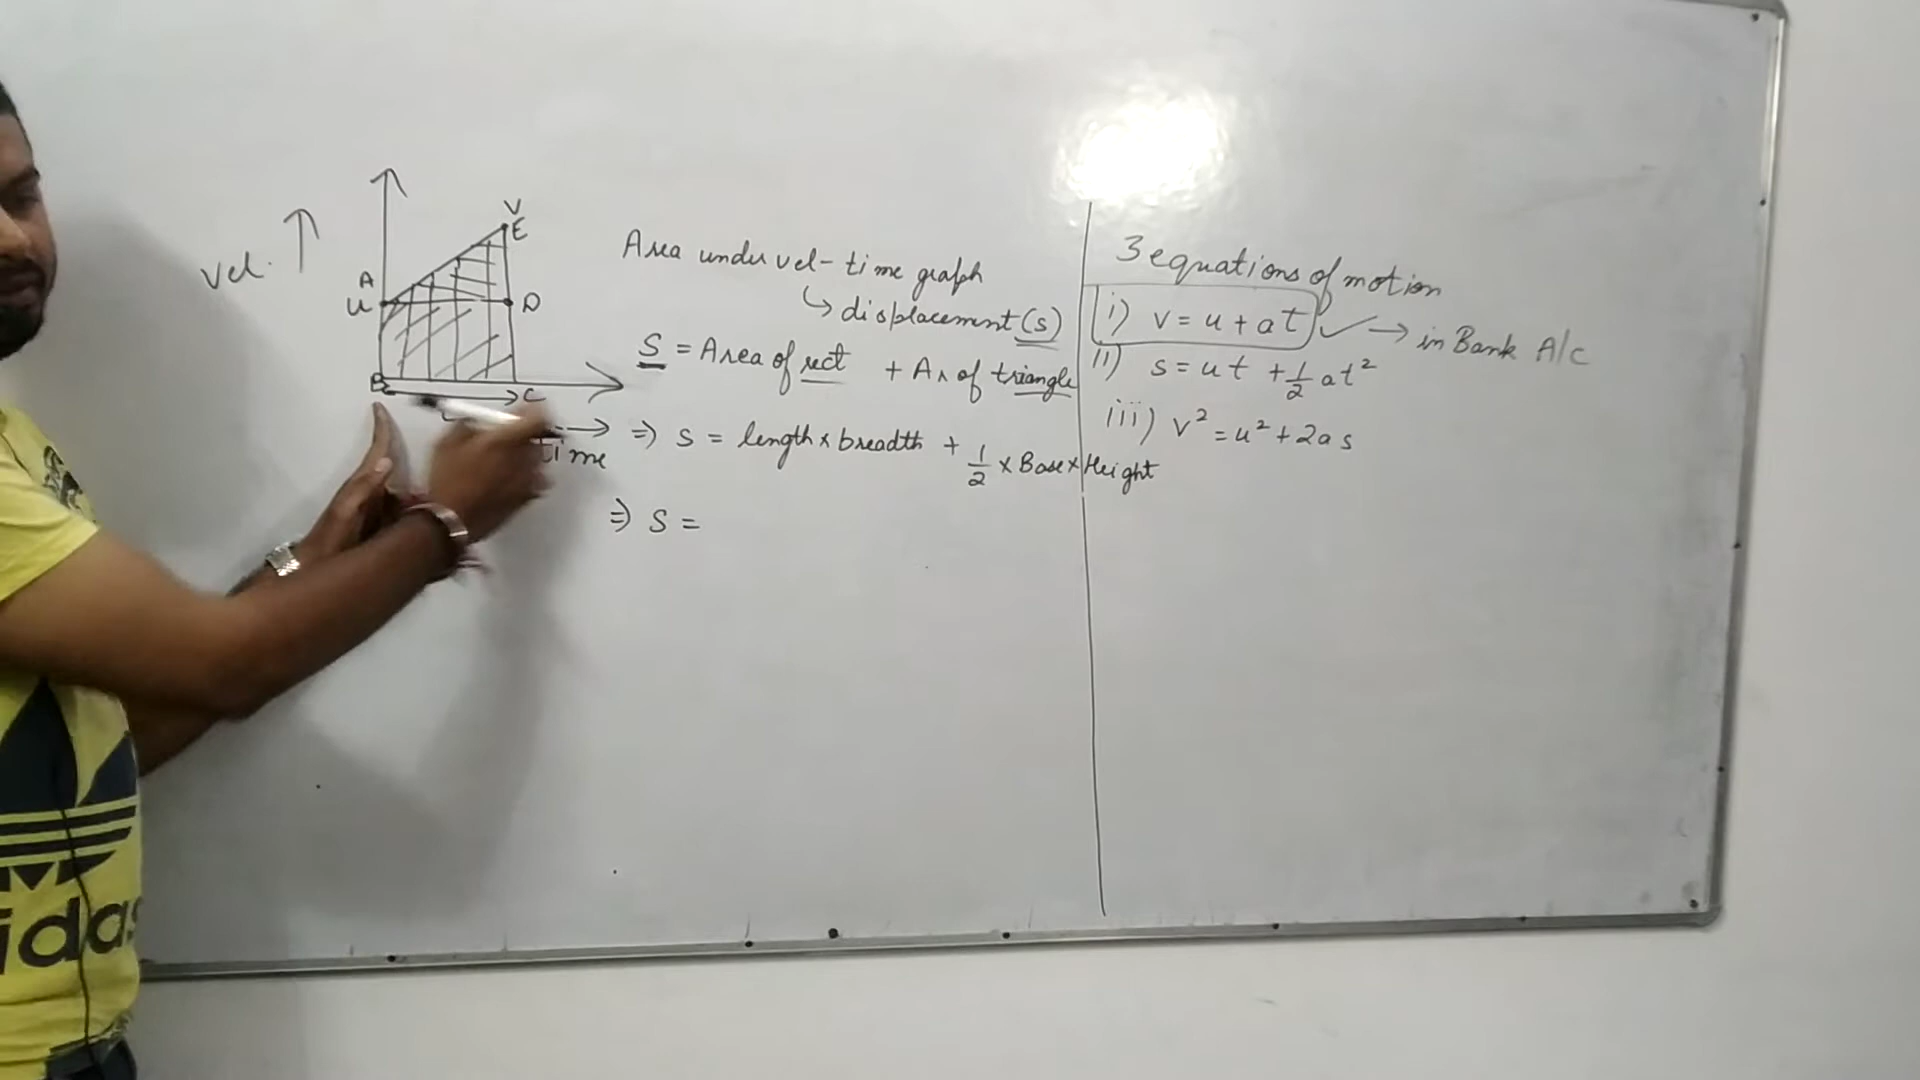 vel.
A
u
B
V
E
D
C
time
Area under vel-time graph
↳ displacement (s)
S = Area of rect + Ar of triangle
⇒ S = length × breadth + 1/2 × Base × Height
⇒ S =
3 equations of motion
i) v = u + at ✓ → in Bank A/c
ii) s = ut + 1/2 at²
iii) v² = u² + 2as
idas